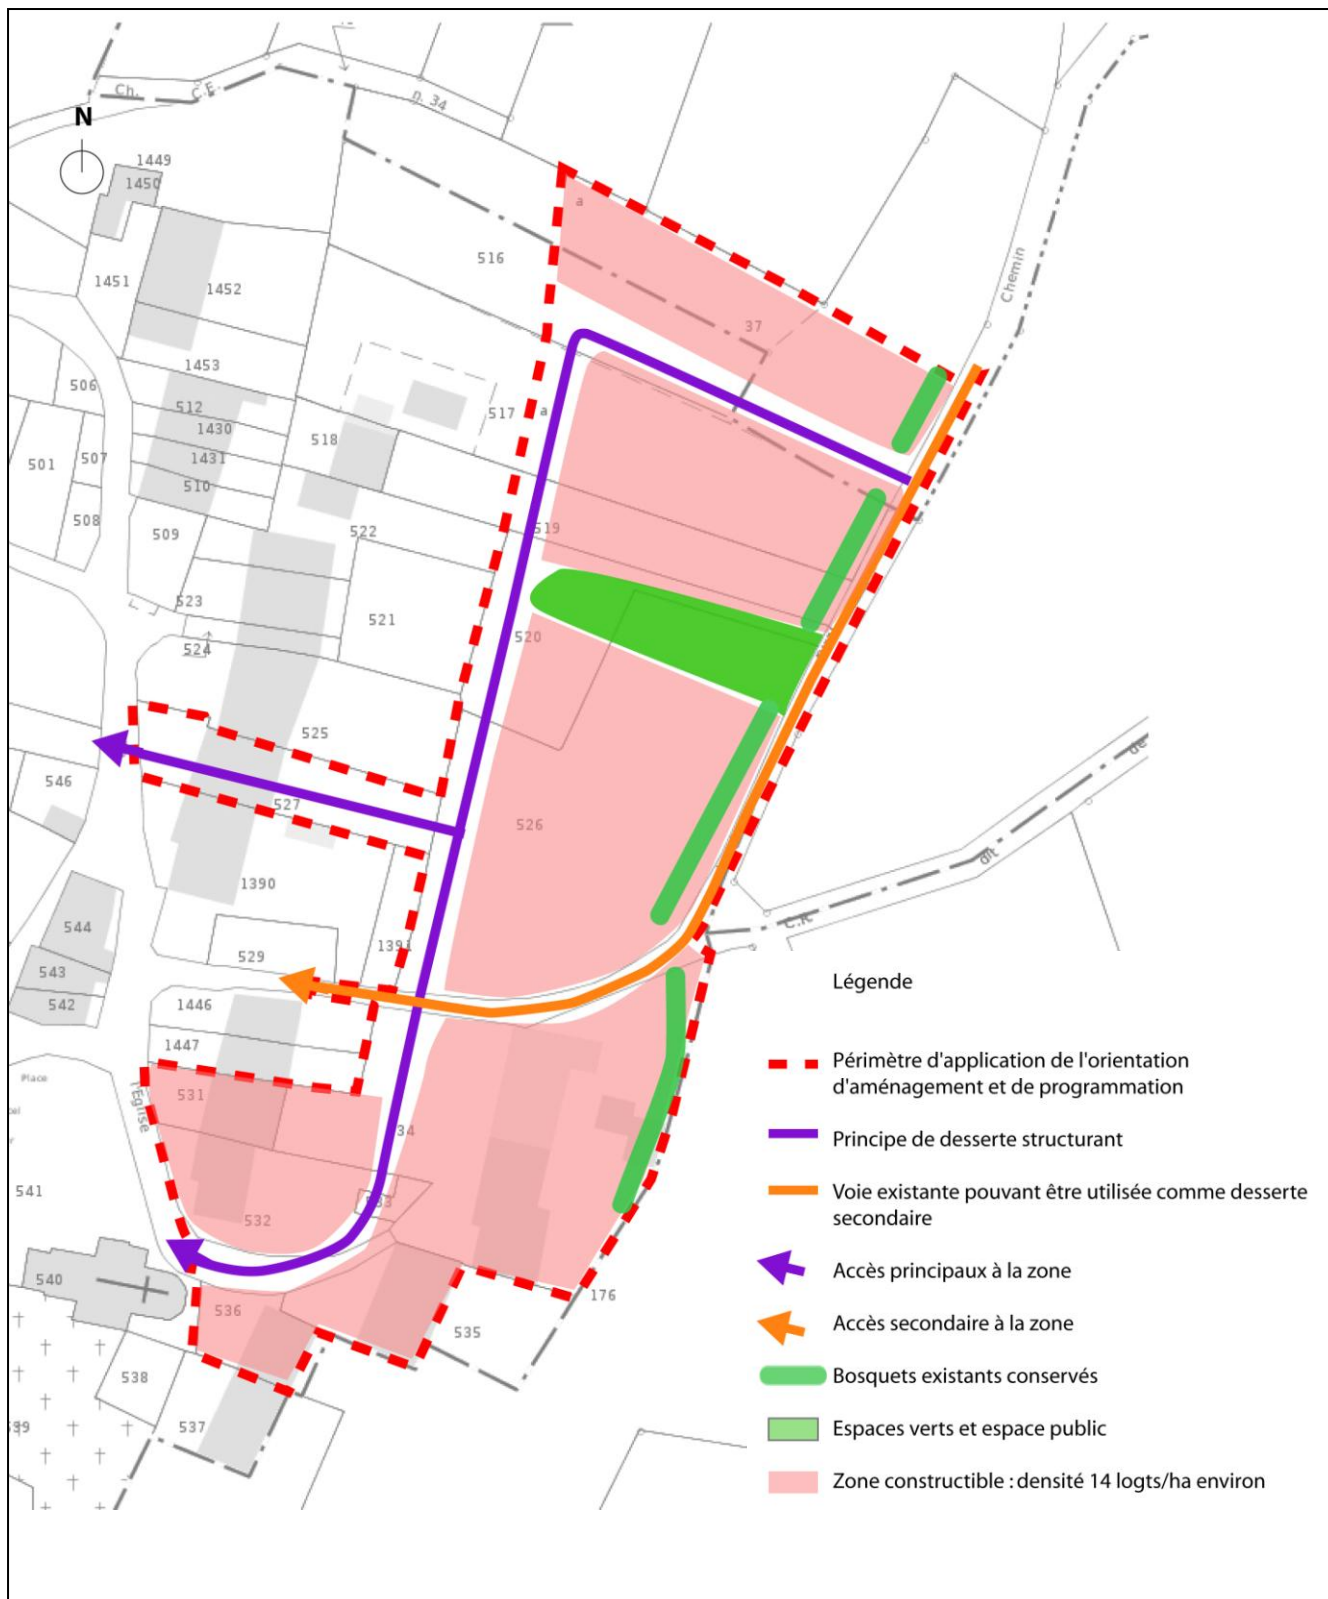 Ch.
C.E.
n. 34
N
1449
1450
a
516
Chemin
1451
1452
37
1453
506
512
517
a
1430
518
501
507
1431
510
508
509
522
519
523
521
524
520
525
546
527
526
de
dit
1390
C.R.
544
1391
529
543
542
1446
1447
Place
531
l'Eglise
34
541
533
532
540
536
176
535
538
537
Légende
Périmètre d'application de l'orientation
d'aménagement et de programmation
Principe de desserte structurant
Voie existante pouvant être utilisée comme desserte
secondaire
Accès principaux à la zone
Accès secondaire à la zone
Bosquets existants conservés
Espaces verts et espace public
Zone constructible : densité 14 logts/ha environ